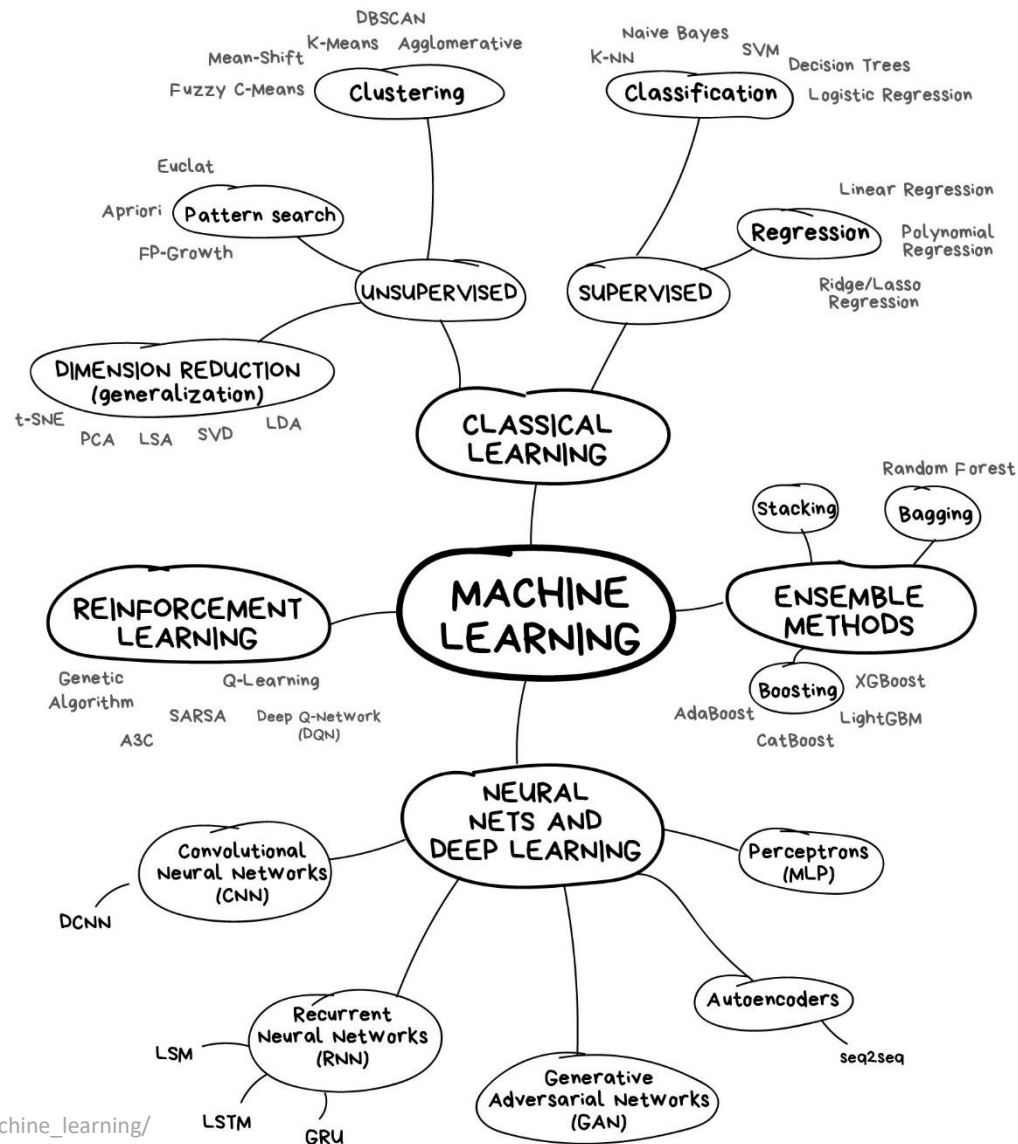 DBSCAN
K-Means
Agglomerative
Mean-Shift
Fuzzy C-Means
Clustering
Naive Bayes
K-NN
SVM
Decision Trees
Logistic Regression
Classification
Euclat
Apriori
Pattern search
FP-Growth
Linear Regression
Regression
Polynomial
Regression
Ridge/Lasso
Regression
UNSUPERVISED
SUPERVISED
DIMENSION REDUCTION
(generalization)
t-SNE
PCA
LSA
SVD
LDA
CLASSICAL
LEARNING
Random Forest
Stacking
Bagging
MACHINE
LEARNING
REINFORCEMENT
LEARNING
ENSEMBLE
METHODS
Genetic
Algorithm
Q-Learning
SARSA
Deep Q-Network
(DQN)
A3C
Boosting
XGBoost
AdaBoost
LightGBM
CatBoost
NEURAL
NETS AND
DEEP LEARNING
Convolutional
Neural Networks
(CNN)
DCNN
Perceptrons
(MLP)
Recurrent
Neural Networks
(RNN)
LSM
LSTM
GRU
Autoencoders
seq2seq
Generative
Adversarial Networks
(GAN)
chine_learning/